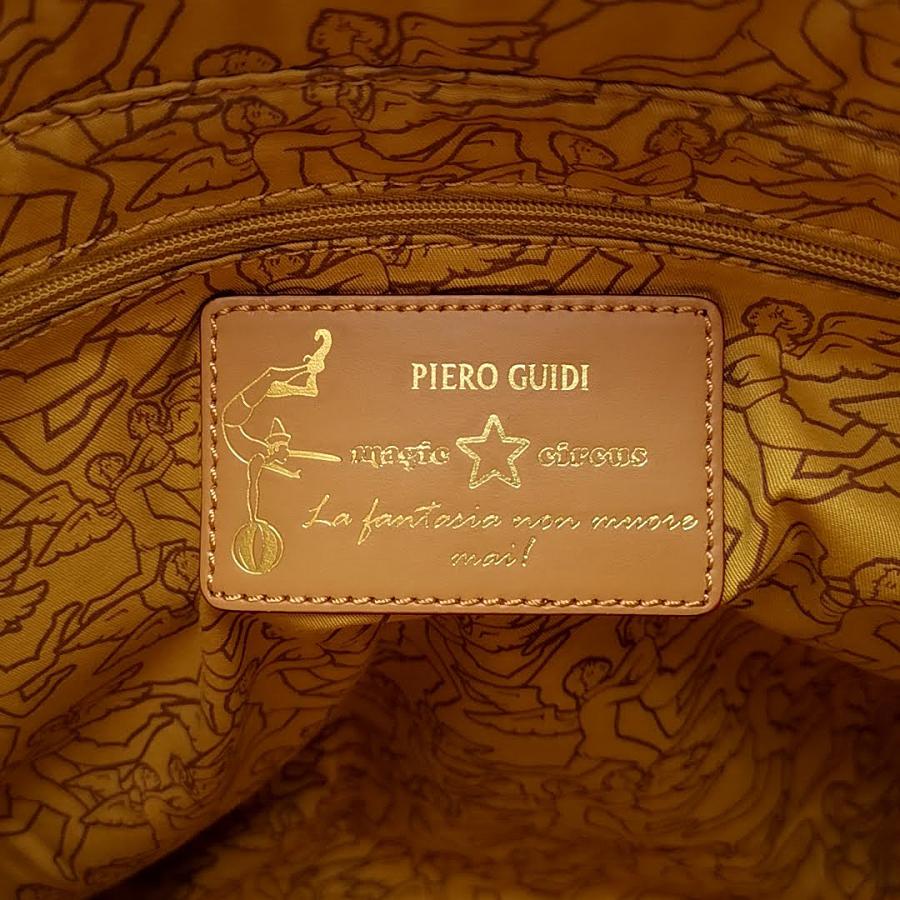 PIERO GUIDI
magic circus
La fantasia non muore
mai!